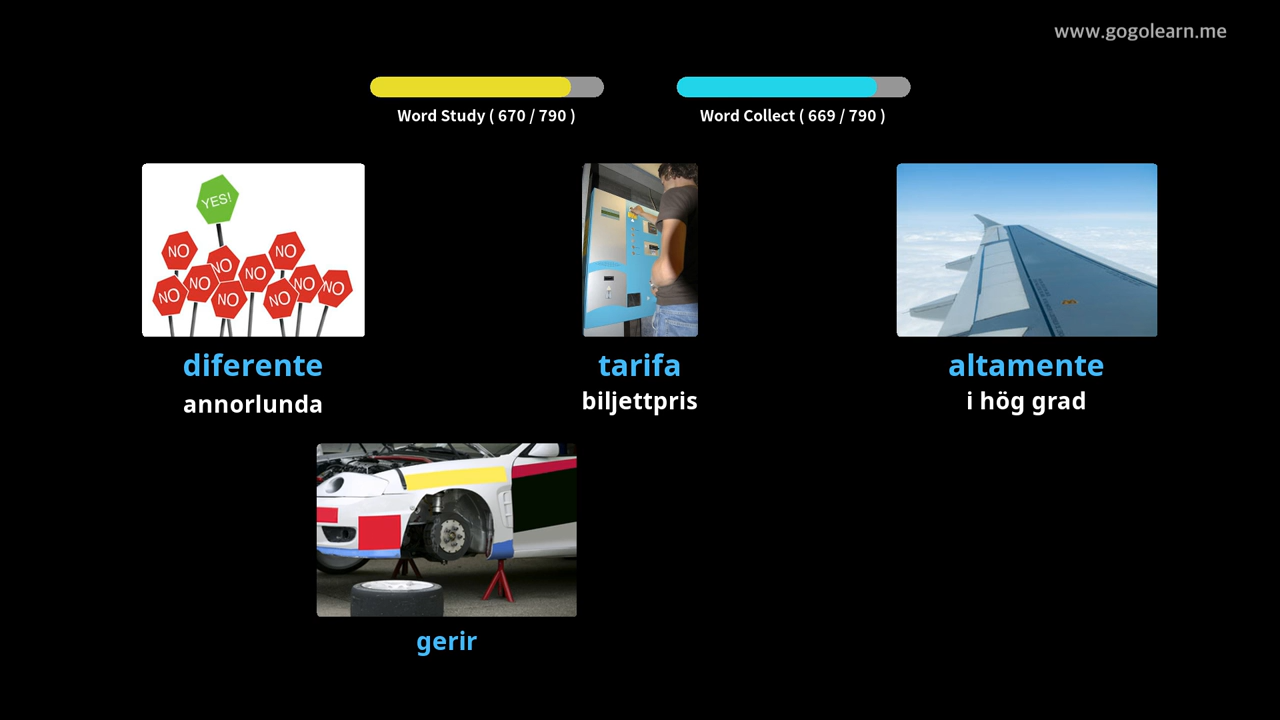 www.gogolearn.me
Word Study ( 670 / 790 )
Word Collect ( 669 / 790 )
YES!
NO
NO
NO
NO
NO
NO
NO
NO
NO
NO
diferente
annorlunda
tarifa
biljettpris
altamente
i hög grad
gerir